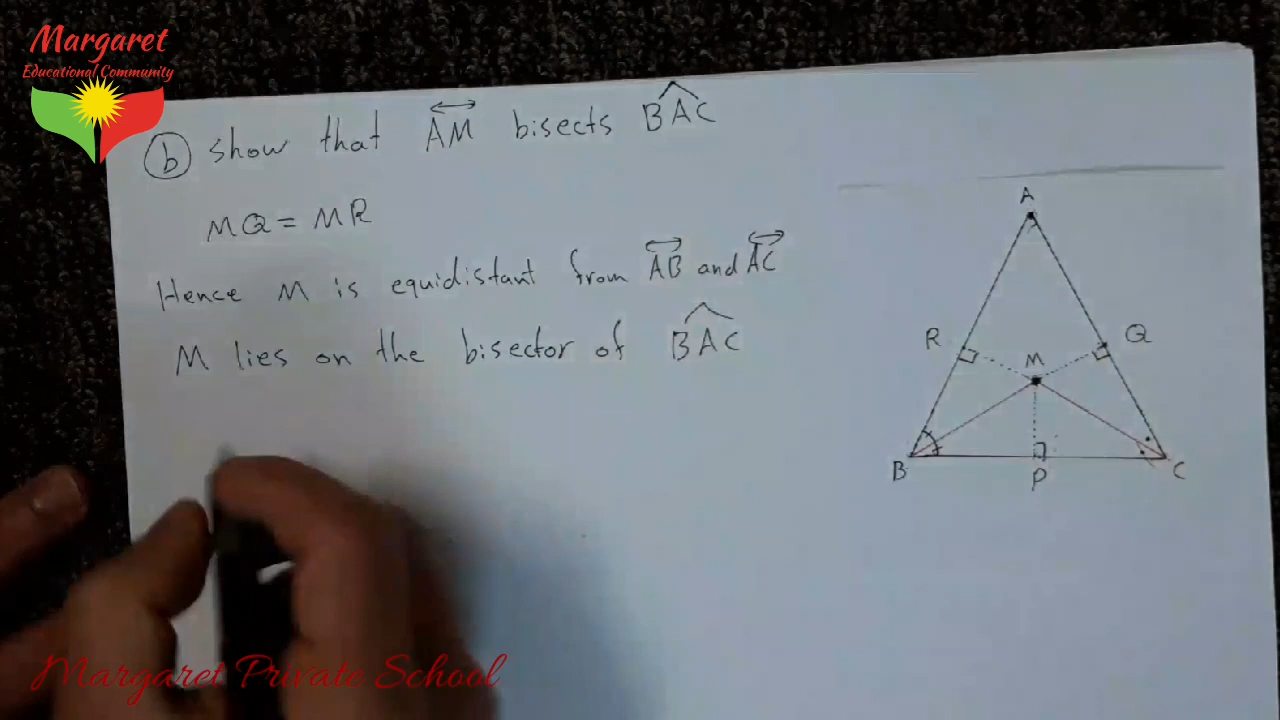 Margaret
Educational Community
b show that AM bisects BAC
MQ = MR
Hence M is equidistant from AB and AC
M lies on the bisector of BAC
A
R
Q
M
B
P
C
Margaret Private School